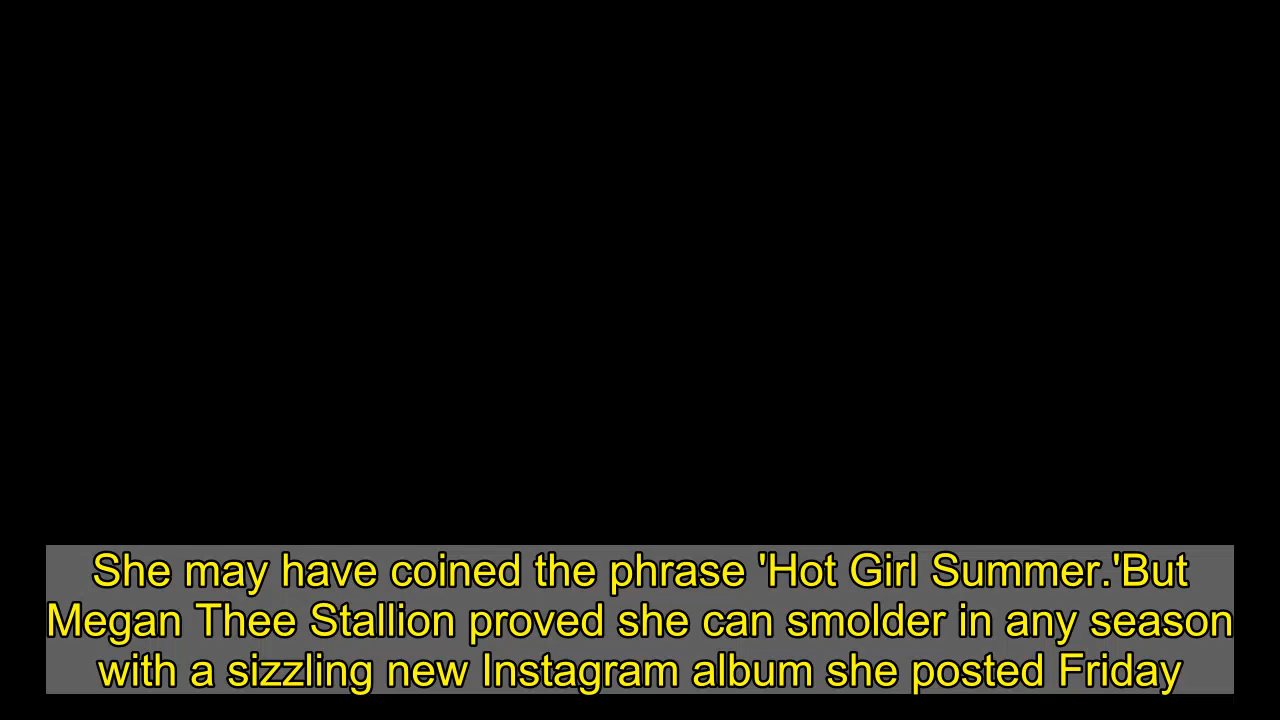 She may have coined the phrase 'Hot Girl Summer.'But
Megan Thee Stallion proved she can smolder in any season
with a sizzling new Instagram album she posted Friday